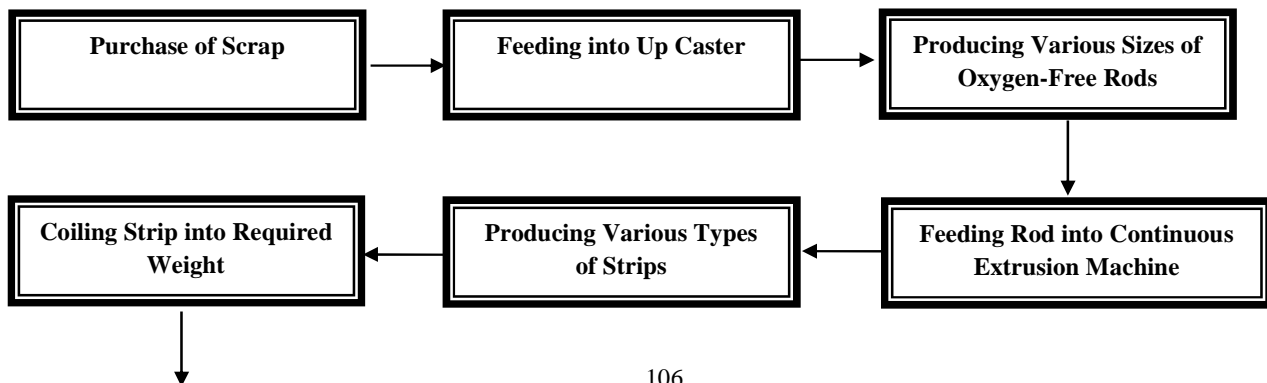 Purchase of Scrap
Feeding into Up Caster
Producing Various Sizes of
Oxygen-Free Rods
Feeding Rod into Continuous
Extrusion Machine
Producing Various Types
of Strips
Coiling Strip into Required
Weight
106